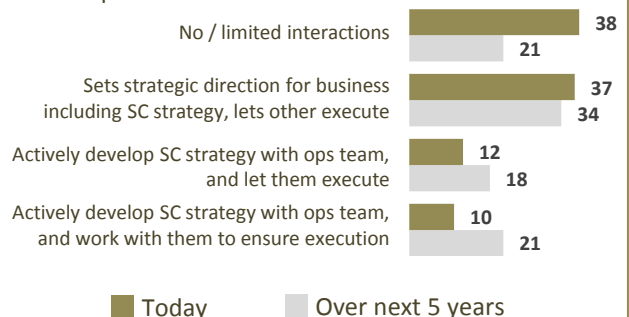 No / limited interactions
38
21
Sets strategic direction for business
including SC strategy, lets other execute
37
34
Actively develop SC strategy with ops team,
and let them execute
12
18
Actively develop SC strategy with ops team,
and work with them to ensure execution
10
21
Today
Over next 5 years